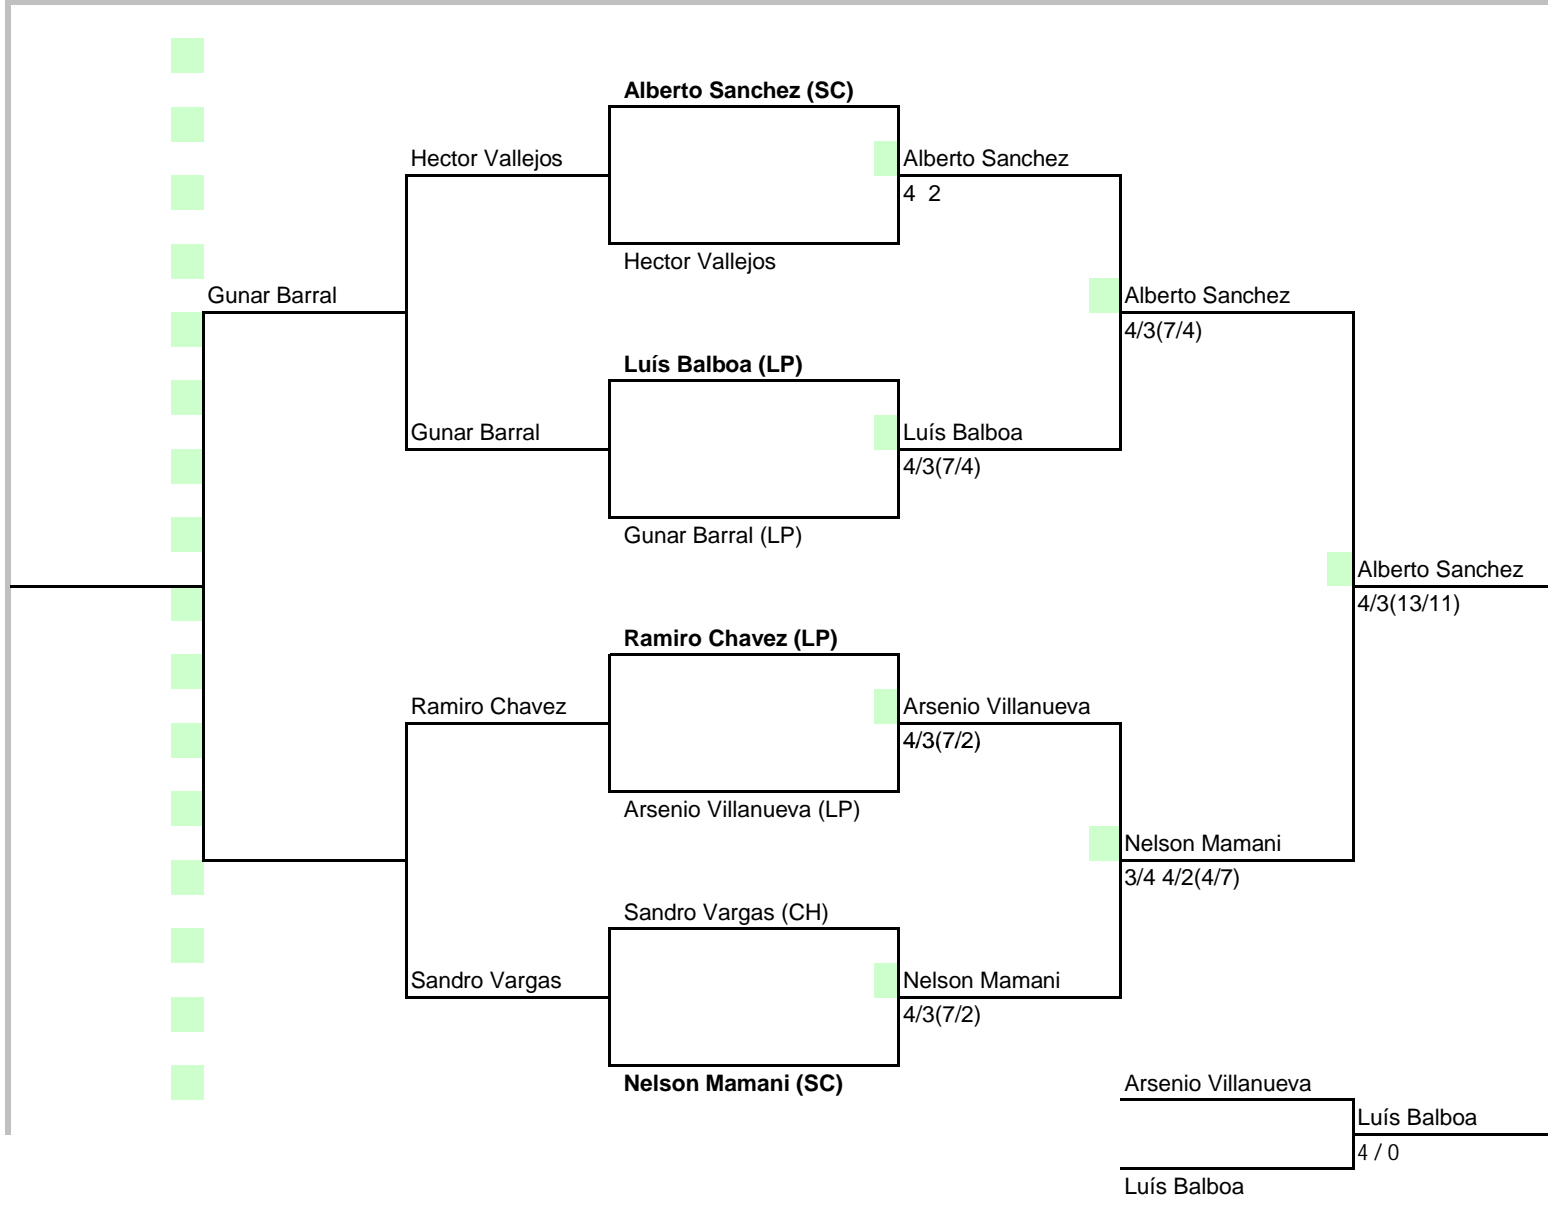 Alberto Sanchez (SC)
Hector Vallejos
Alberto Sanchez
4  2
Hector Vallejos
Gunar Barral
Alberto Sanchez
4/3(7/4)
Luís Balboa (LP)
Gunar Barral
Luís Balboa
4/3(7/4)
Gunar Barral (LP)
Alberto Sanchez
4/3(13/11)
Ramiro Chavez (LP)
Ramiro Chavez
Arsenio Villanueva
4/3(7/2)
Arsenio Villanueva (LP)
Nelson Mamani
3/4 4/2(4/7)
Sandro Vargas (CH)
Sandro Vargas
Nelson Mamani
4/3(7/2)
Nelson Mamani (SC)
Arsenio Villanueva
Luís Balboa
4 / 0
Luís Balboa